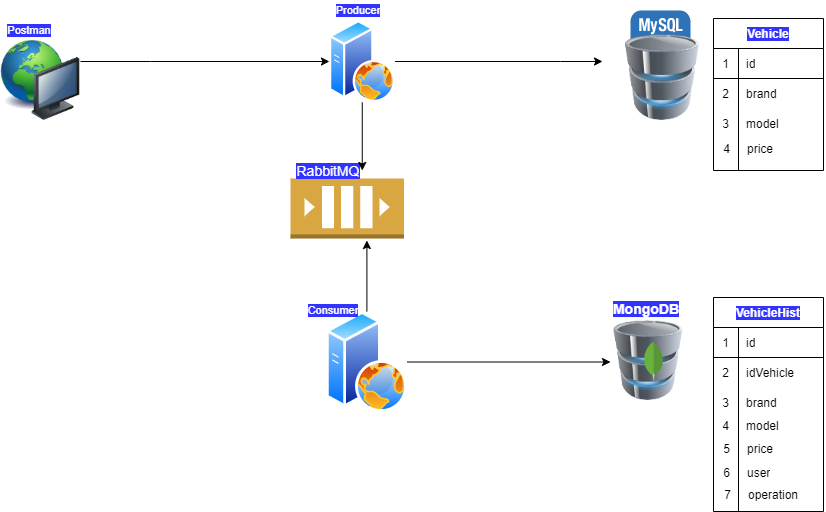 Postman
Producer
MySQL
Vehicle
1 id
2 brand
3 model
4 price
RabbitMQ
Consumer
MongoDB
VehicleHist
1 id
2 idVehicle
3 brand
4 model
5 price
6 user
7 operation